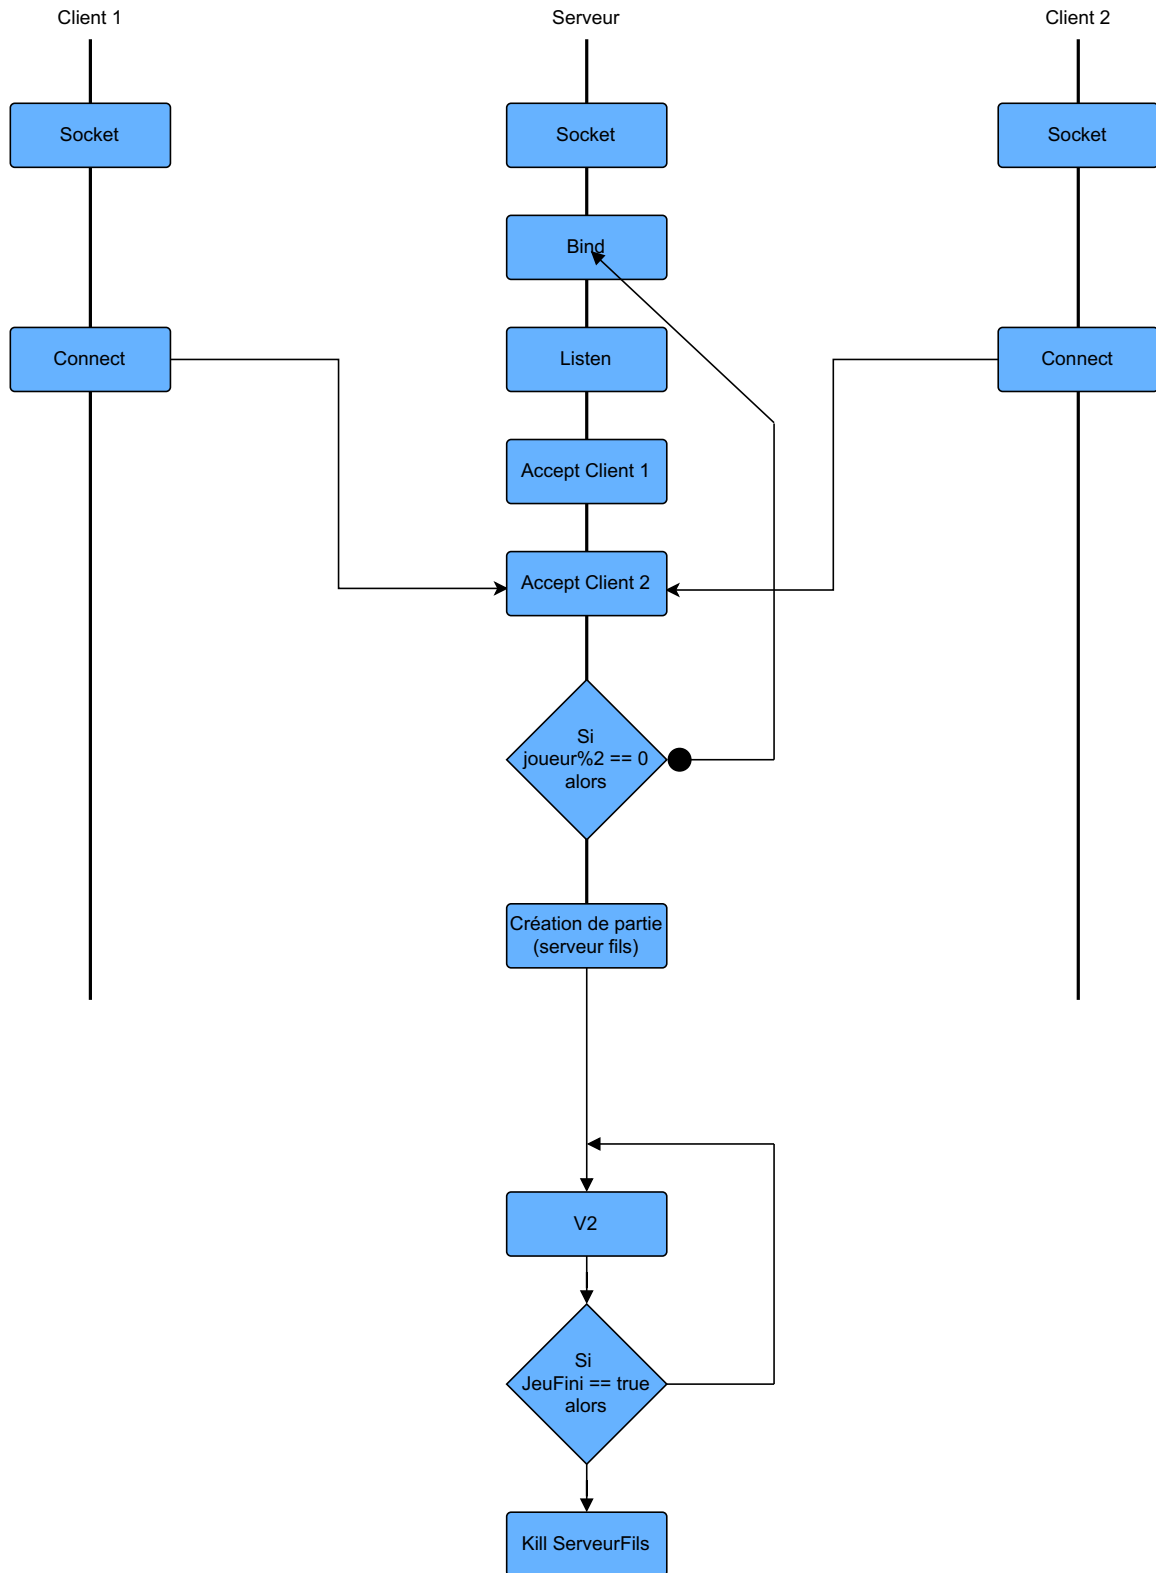 Client 1
Serveur
Client 2
Socket
Socket
Socket
Bind
Connect
Listen
Connect
Accept Client 1
Accept Client 2
Si
joueur%2 == 0
alors
Création de partie
(serveur fils)
V2
Si
JeuFini == true
alors
Kill ServeurFils